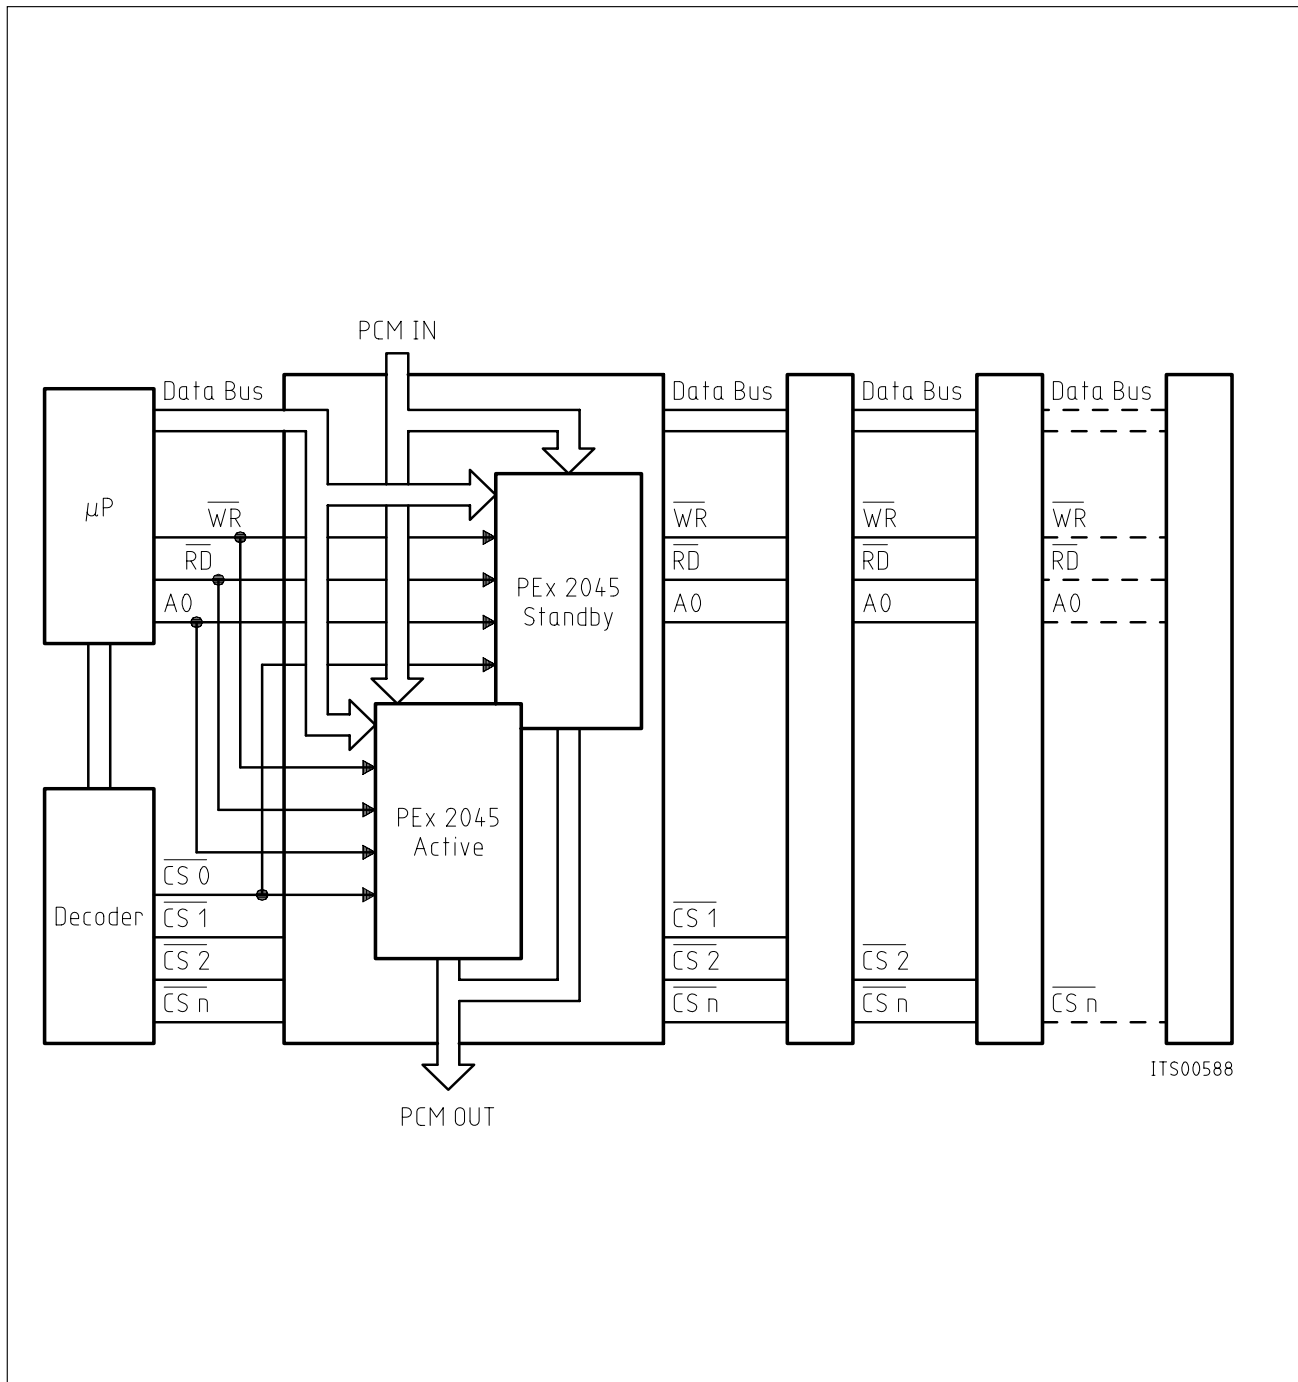 PCM IN
Data Bus Data Bus Data Bus Data Bus
µP
WR WR WR WR
RD RD RD RD
A0 A0 A0 A0
PEx 2045
Standby
PEx 2045
Active
Decoder
CS 0
CS 1 CS 1
CS 2 CS 2 CS 2
CS n CS n CS n CS n
ITS00588
PCM OUT